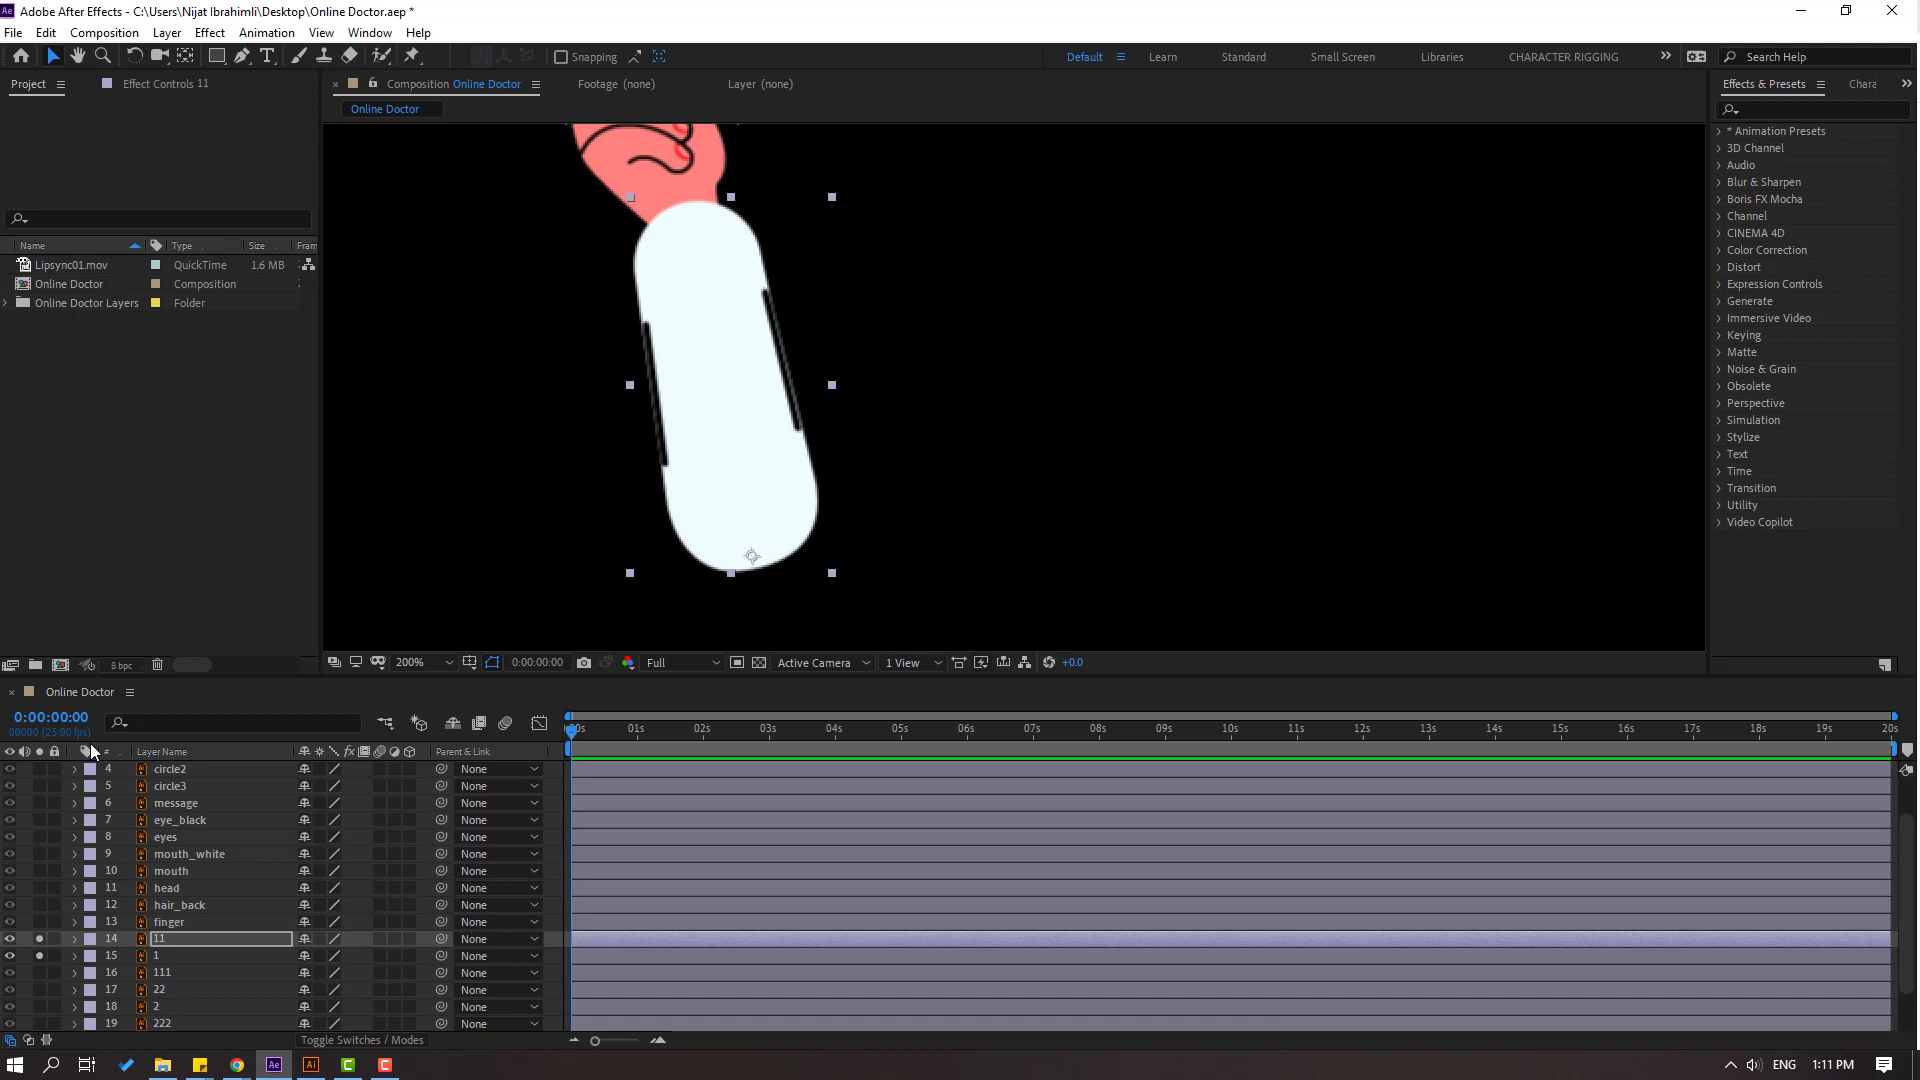 Adobe After Effects - C:\Users\Nijat Ibrahimli\Desktop\Online Doctor.aep *
File Edit Composition Layer Effect Animation View Window Help
Snapping Default Learn Standard Small Screen Libraries CHARACTER RIGGING Search Help
Project Effect Controls 11 Composition Online Doctor Footage (none) Layer (none) Effects & Presets Chara
Online Doctor
* Animation Presets
3D Channel
Audio
Blur & Sharpen
Boris FX Mocha
Channel
CINEMA 4D
Color Correction
Distort
Expression Controls
Generate
Immersive Video
Keying
Matte
Noise & Grain
Obsolete
Perspective
Simulation
Stylize
Text
Time
Transition
Utility
Video Copilot
Name Type Size Fram
Lipsync01.mov QuickTime 1.6 MB
Online Doctor Composition
Online Doctor Layers Folder
8 bpc 200% 0:00:00:00 Full Active Camera 1 View +0.0
Online Doctor
0:00:00:00
00000 (25.00 fps)
01s 02s 03s 04s 05s 06s 07s 08s 09s 10s 11s 12s 13s 14s 15s 16s 17s 18s 19s 20s
# Layer Name fx Parent & Link
4 circle2 None
5 circle3 None
6 message None
7 eye_black None
8 eyes None
9 mouth_white None
10 mouth None
11 head None
12 hair_back None
13 finger None
14 11 None
15 1 None
16 111 None
17 22 None
18 2 None
19 222 None
Toggle Switches / Modes
Ae Ai C C ENG 1:11 PM